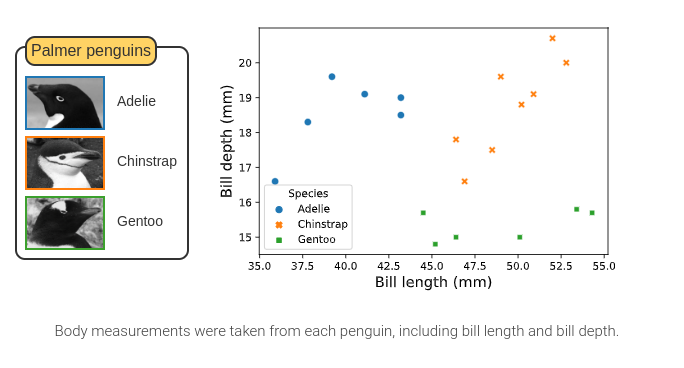 Palmer penguins
Adelie
Chinstrap
Gentoo
Bill depth (mm)
20
19
18
17
16
15
Species
Adelie
Chinstrap
Gentoo
35.0 37.5 40.0 42.5 45.0 47.5 50.0 52.5 55.0
Bill length (mm)
Body measurements were taken from each penguin, including bill length and bill depth.